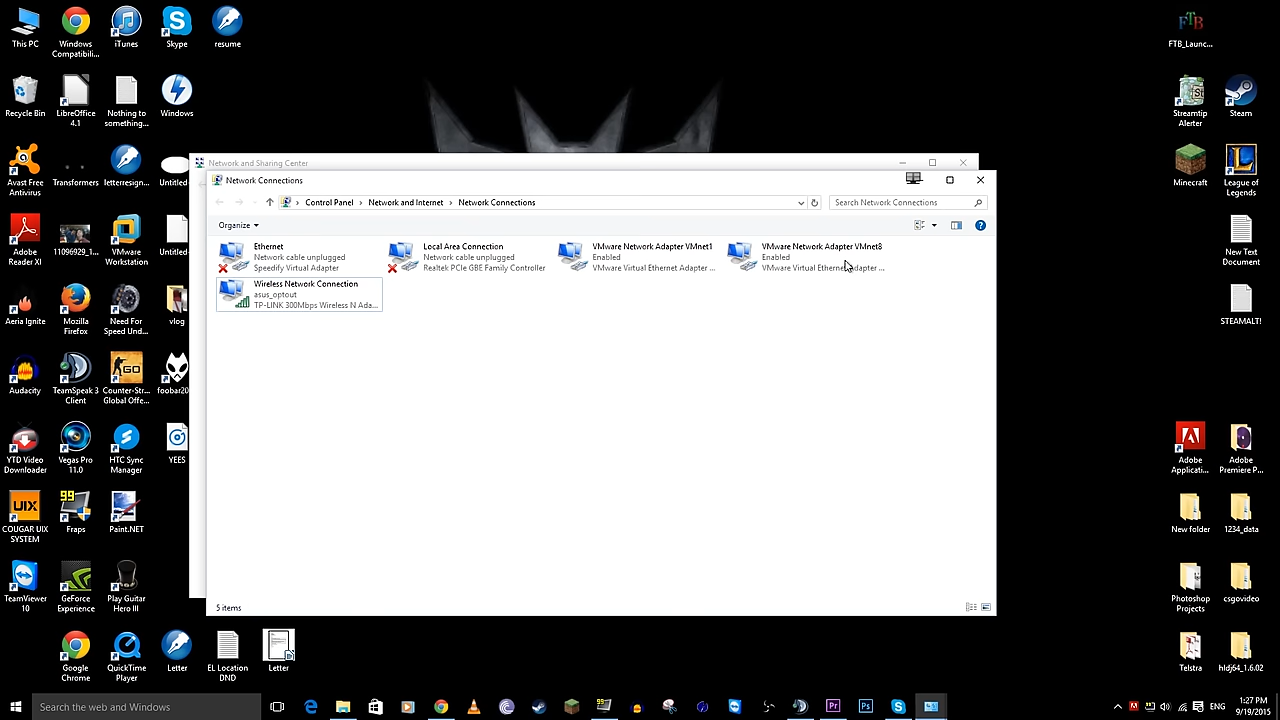 This PC
Windows Compatibili...
iTunes
Skype
resume
FTB_Launc...
Recycle Bin
LibreOffice 4.1
Nothing to something...
Windows
Streamtip Alerter
Steam
Avast Free Antivirus
Transformers
letterresign...
Untitled
Minecraft
League of Legends
Adobe Reader XI
11096929_1...
VMware Workstation
Untitled-
New Text Document
Aeria Ignite
Mozilla Firefox
Need For Speed Und...
vlog
STEAMALT!
Audacity
TeamSpeak 3 Client
Counter-Str... Global Offe...
foobar20
YTD Video Downloader
Vegas Pro 11.0
HTC Sync Manager
YEES
Adobe Applicati...
Adobe Premiere P...
UIX
99
COUGAR UIX SYSTEM
Fraps
Paint.NET
New folder
1234_data
TeamViewer 10
GeForce Experience
Play Guitar Hero III
Photoshop Projects
csgovideo
Google Chrome
QuickTime Player
Letter
EL Location DND
Letter
Telstra
hldj64_1.6.02
Network and Sharing Center
Network Connections
Control Panel
Network and Internet
Network Connections
Search Network Connections
Organize
Ethernet
Network cable unplugged
Speedify Virtual Adapter
Local Area Connection
Network cable unplugged
Realtek PCIe GBE Family Controller
VMware Network Adapter VMnet1
Enabled
VMware Virtual Ethernet Adapter ...
VMware Network Adapter VMnet8
Enabled
VMware Virtual Ethernet Adapter ...
Wireless Network Connection
asus_optout
TP-LINK 300Mbps Wireless N Ada...
5 items
Search the web and Windows
99
Pr
Ps
ENG
1:27 PM
9/19/2015